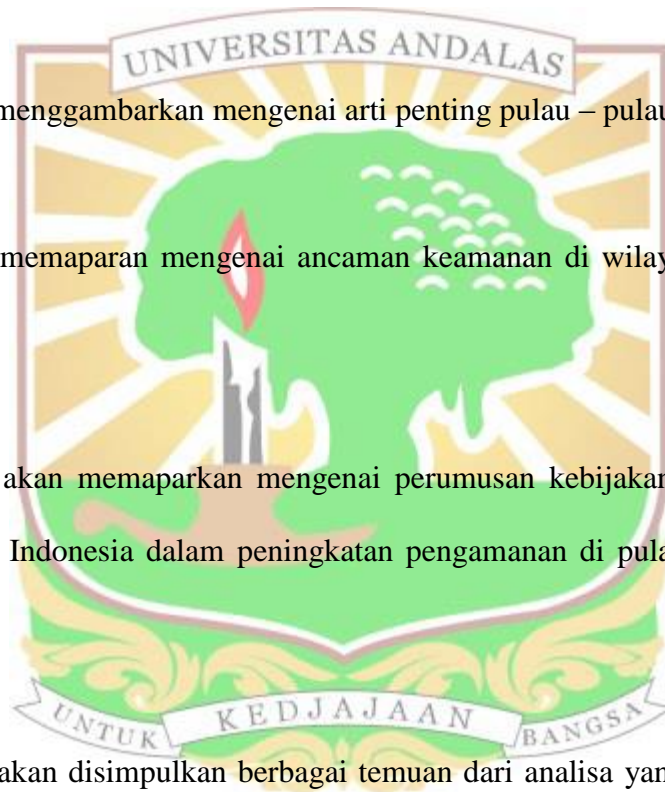 UNIVERSITAS ANDALAS
menggambarkan mengenai arti penting pulau – pulau
memaparan mengenai ancaman keamanan di wilay
akan memaparkan mengenai perumusan kebijakan
Indonesia dalam peningkatan pengamanan di pula
UNTUK KEDJAJAAN BANGSA
akan disimpulkan berbagai temuan dari analisa yan